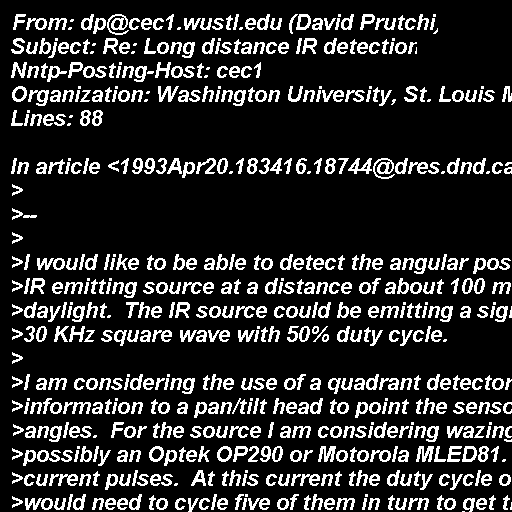 From: dp@cec1.wustl.edu (David Prutchi)
Subject: Re: Long distance IR detection
Nntp-Posting-Host: cec1
Organization: Washington University, St. Louis M
Lines: 88

In article <1993Apr20.183416.18744@dres.dnd.ca
>
>--
>
>I would like to be able to detect the angular pos
>IR emitting source at a distance of about 100 m
>daylight.  The IR source could be emitting a sig
>30 KHz square wave with 50% duty cycle.
>
>I am considering the use of a quadrant detector
>information to a pan/tilt head to point the senso
>angles.  For the source I am considering wazing
>possibly an Optek OP290 or Motorola MLED81.
>current pulses.  At this current the duty cycle o
>would need to cycle five of them in turn to get t